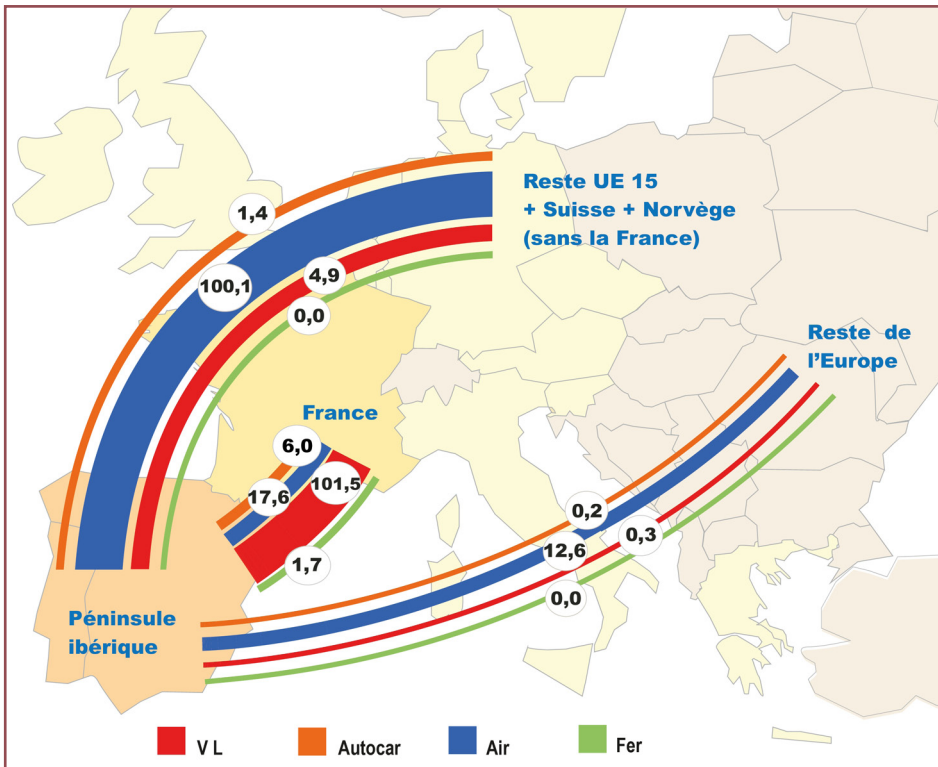 Reste UE 15
+ Suisse + Norvège
(sans la France)
1,4
100,1
4,9
0,0
Reste de
l'Europe
France
6,0
17,6
101,5
1,7
0,2
12,6
0,3
0,0
Péninsule
ibérique
V L
Autocar
Air
Fer